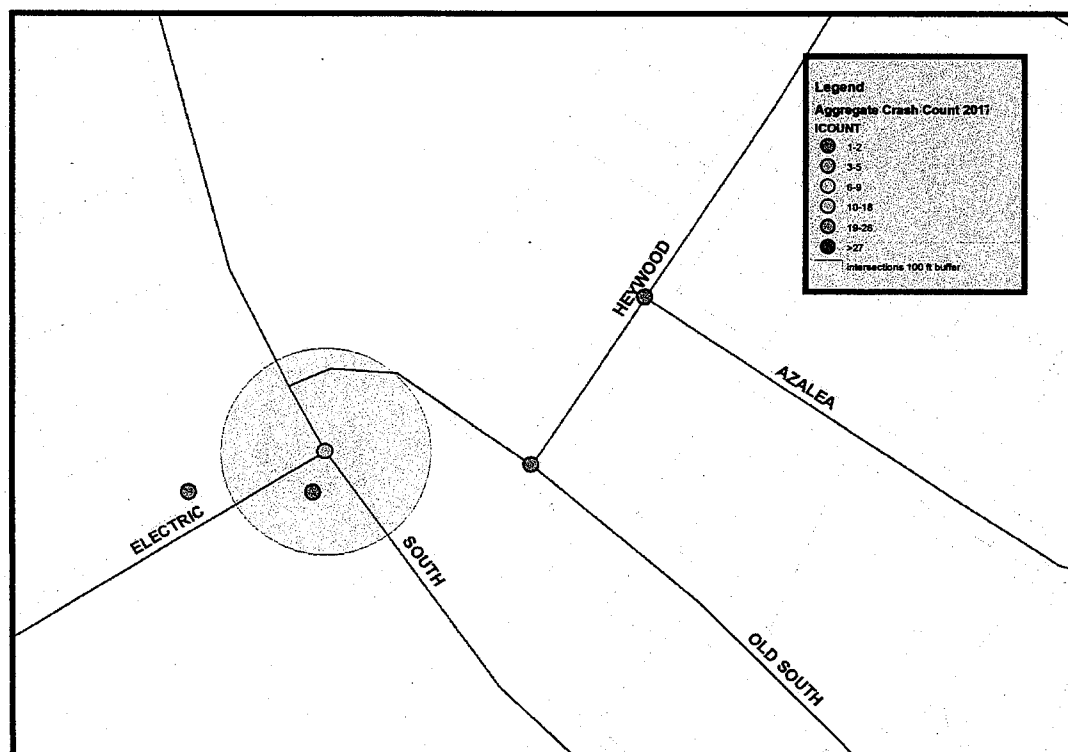 Legend
Aggregate Crash Count 2017
ICOUNT
1-2
3-5
6-9
10-18
19-26
>27
Intersections 100 ft buffer
HEYWOOD
AZALEA
ELECTRIC
SOUTH
OLD SOUTH